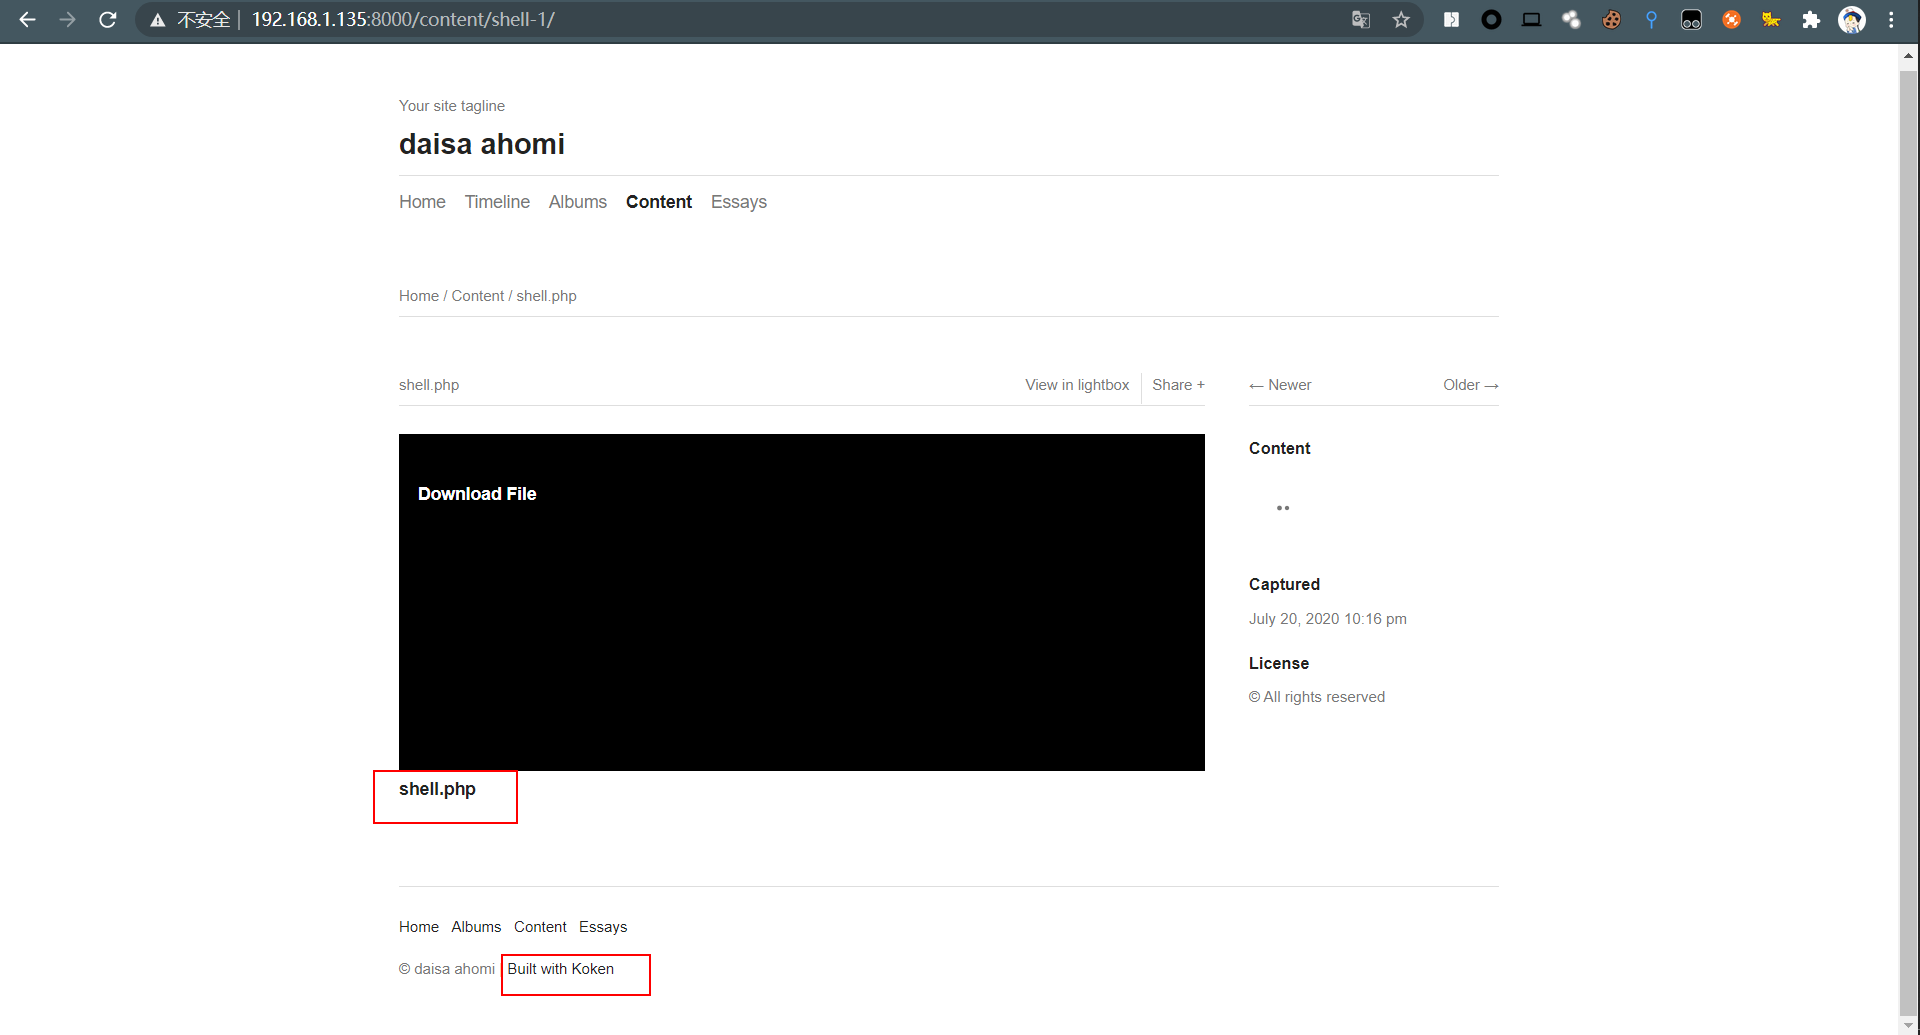 不安全 | 192.168.1.135:8000/content/shell-1/
Your site tagline
daisa ahomi
Home Timeline Albums Content Essays
Home / Content / shell.php
shell.php View in lightbox Share + ← Newer Older →
Download File
Content
Captured
July 20, 2020 10:16 pm
License
© All rights reserved
shell.php
Home Albums Content Essays
© daisa ahomi Built with Koken